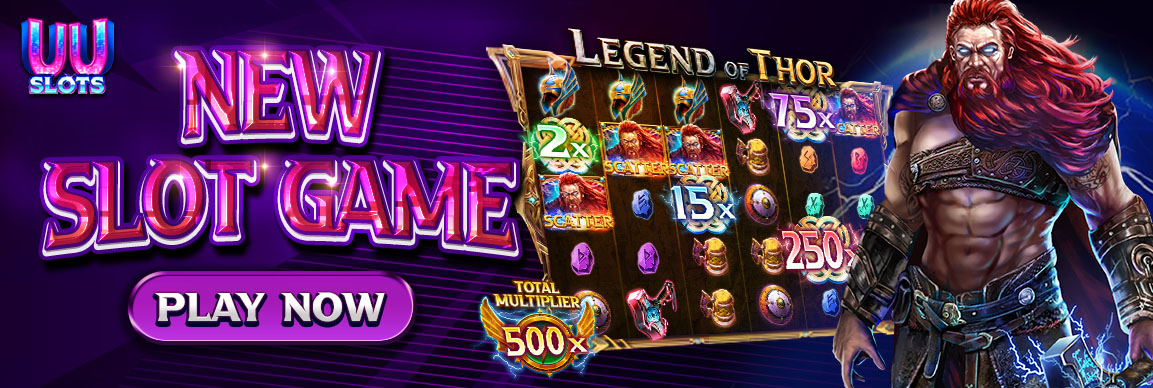 UU
SLOTS
NEW
SLOT GAME
PLAY NOW
LEGEND OF THOR
75x
SCATTER
2x
SCATTER
SCATTER
15x
SCATTER
250x
TOTAL
MULTIPLIER
500x